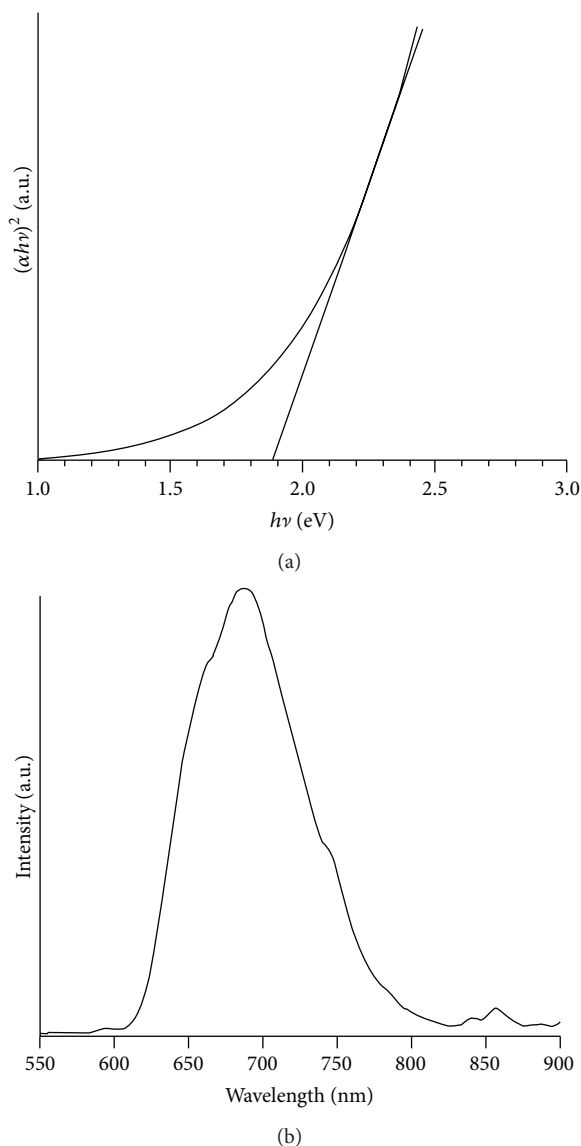 (αhν)² (a.u.)
1.0 1.5 2.0 2.5 3.0
hν (eV)
(a)
Intensity (a.u.)
550 600 650 700 750 800 850 900
Wavelength (nm)
(b)